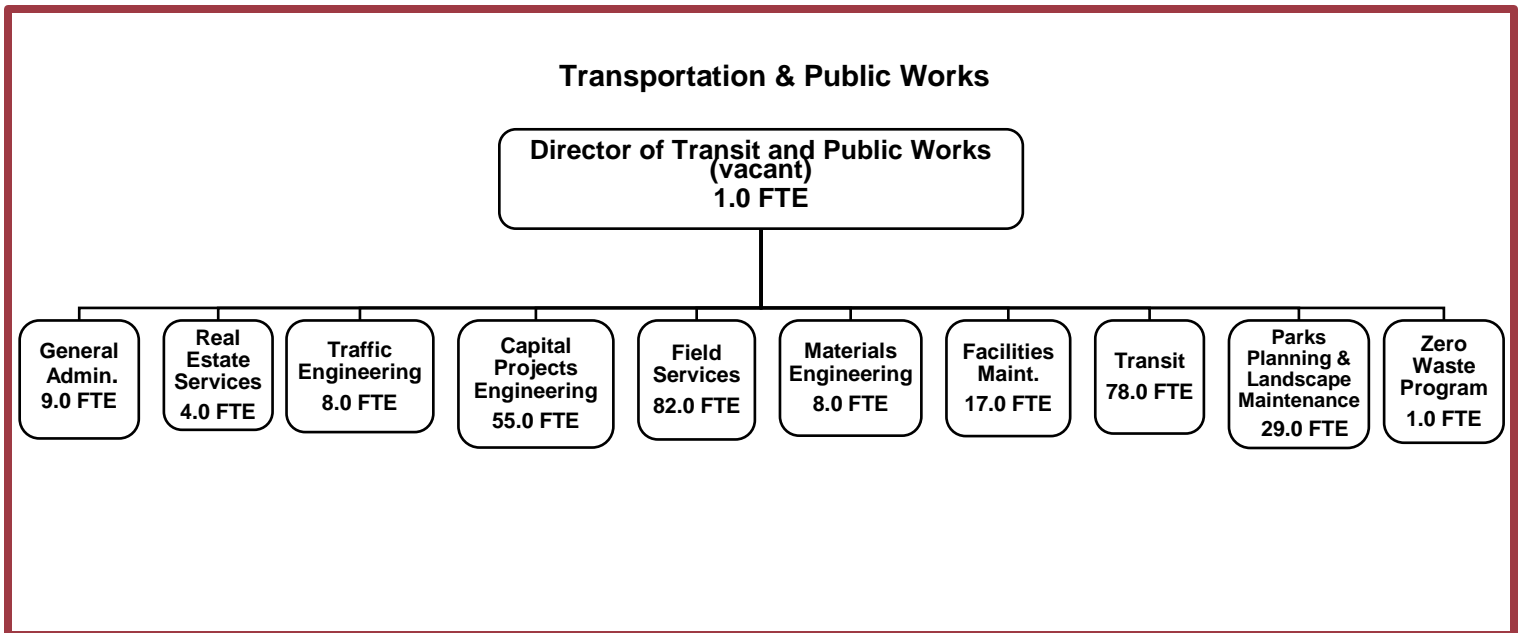 Transportation & Public Works
Director of Transit and Public Works
(vacant)
1.0 FTE
General
Admin.
9.0 FTE
Real
Estate
Services
4.0 FTE
Traffic
Engineering
8.0 FTE
Capital
Projects
Engineering
55.0 FTE
Field
Services
82.0 FTE
Materials
Engineering
8.0 FTE
Facilities
Maint.
17.0 FTE
Transit
78.0 FTE
Parks
Planning &
Landscape
Maintenance
29.0 FTE
Zero
Waste
Program
1.0 FTE